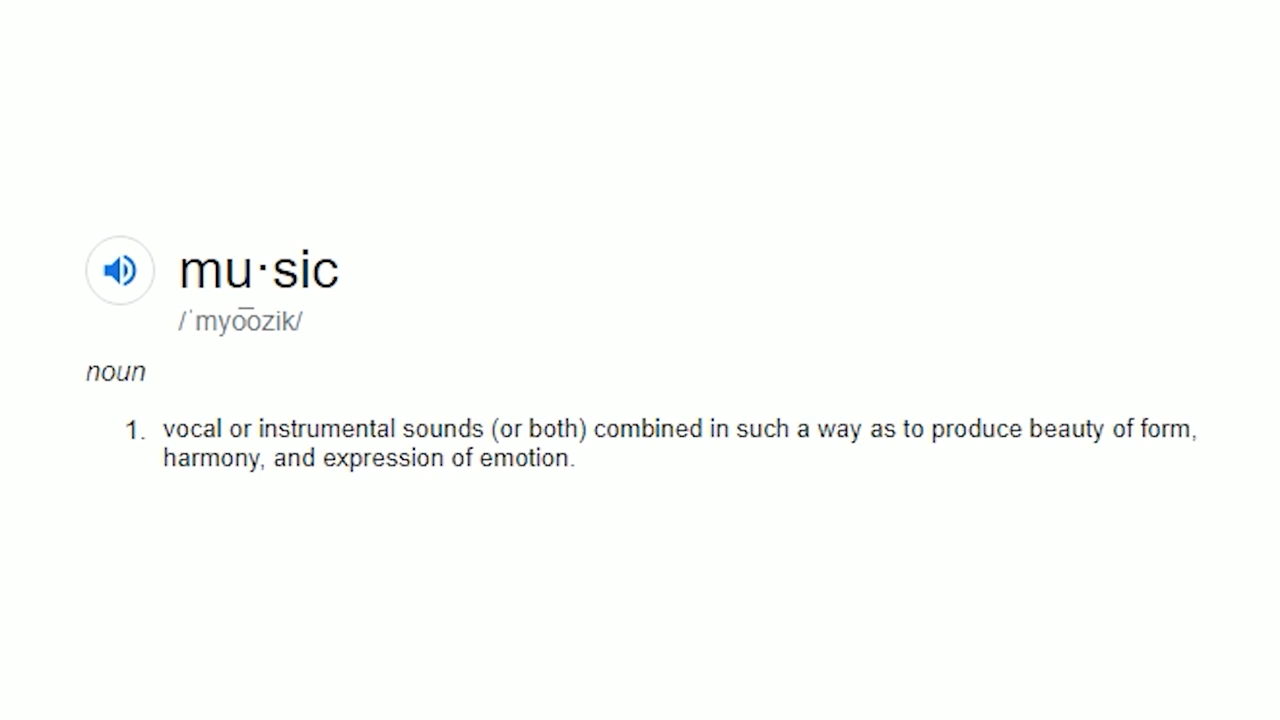 mu·sic
/ˈmyo͞ozik/
noun
1. vocal or instrumental sounds (or both) combined in such a way as to produce beauty of form,
harmony, and expression of emotion.